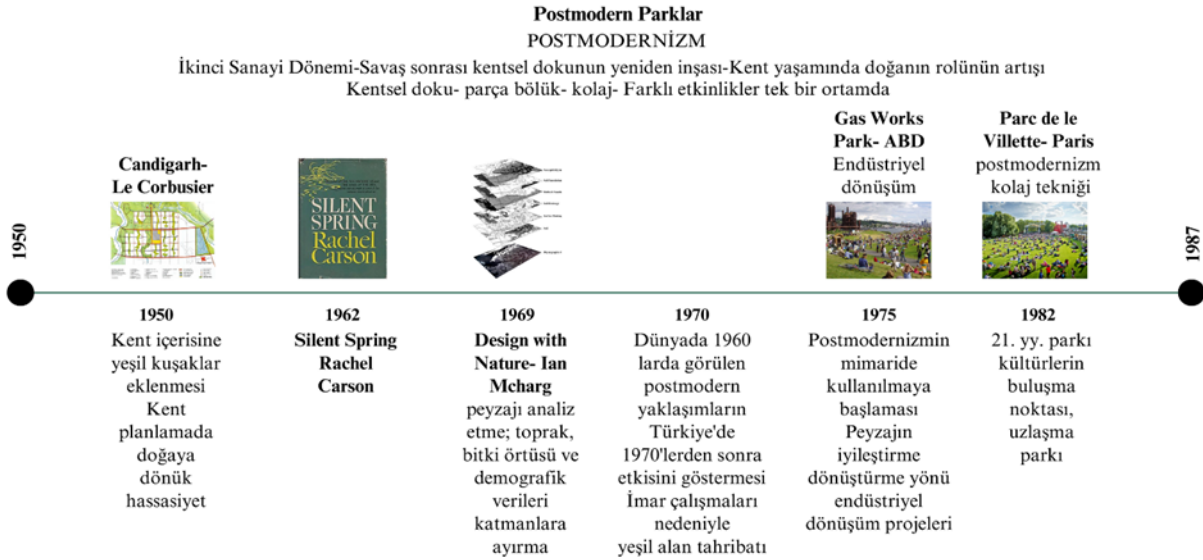 Postmodern Parklar
POSTMODERNİZM
İkinci Sanayi Dönemi-Savaş sonrası kentsel dokunun yeniden inşası-Kent yaşamında doğanın rolünün artışı
Kentsel doku- parça bölük- kolaj- Farklı etkinlikler tek bir ortamda
Candigarh-
Le Corbusier
SILENT
SPRING
Rachel
Carson
Gas Works
Park- ABD
Endüstriyel
dönüşüm
Parc de le
Villette- Paris
postmodernizm
kolaj tekniği
1950
1987
1950
Kent içerisine
yeşil kuşaklar
eklenmesi
Kent
planlamada
doğaya
dönük
hassasiyet
1962
Silent Spring
Rachel
Carson
1969
Design with
Nature- Ian
Mcharg
peyzajı analiz
etme; toprak,
bitki örtüsü ve
demografik
verileri
katmanlara
ayırma
1970
Dünyada 1960
larda görülen
postmodern
yaklaşımların
Türkiye'de
1970'lerden sonra
etkisini göstermesi
İmar çalışmaları
nedeniyle
yeşil alan tahribatı
1975
Postmodernizmin
mimaride
kullanılmaya
başlaması
Peyzajın
iyileştirme
dönüştürme yönü
endüstriyel
dönüşüm projeleri
1982
21. yy. parkı
kültürlerin
buluşma
noktası,
uzlaşma
parkı